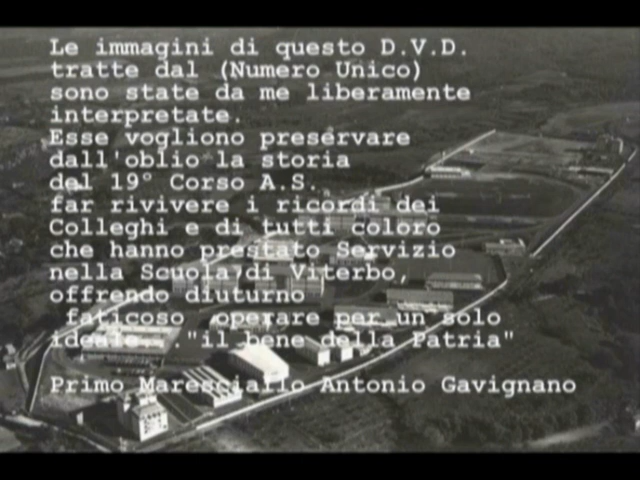 Le immagini di questo D.V.D.
tratte dal (Numero Unico)
sono state da me liberamente
interpretate.
Esse vogliono preservare
dall'oblio la storia
del 19° Corso A.S.
far rivivere i ricordi dei
Colleghi e di tutti coloro
che hanno prestato Servizio
nella Scuola di Viterbo,
offrendo diuturno
faticoso operare per un solo
ideale "il bene della Patria"
Primo Maresciallo Antonio Gavignano